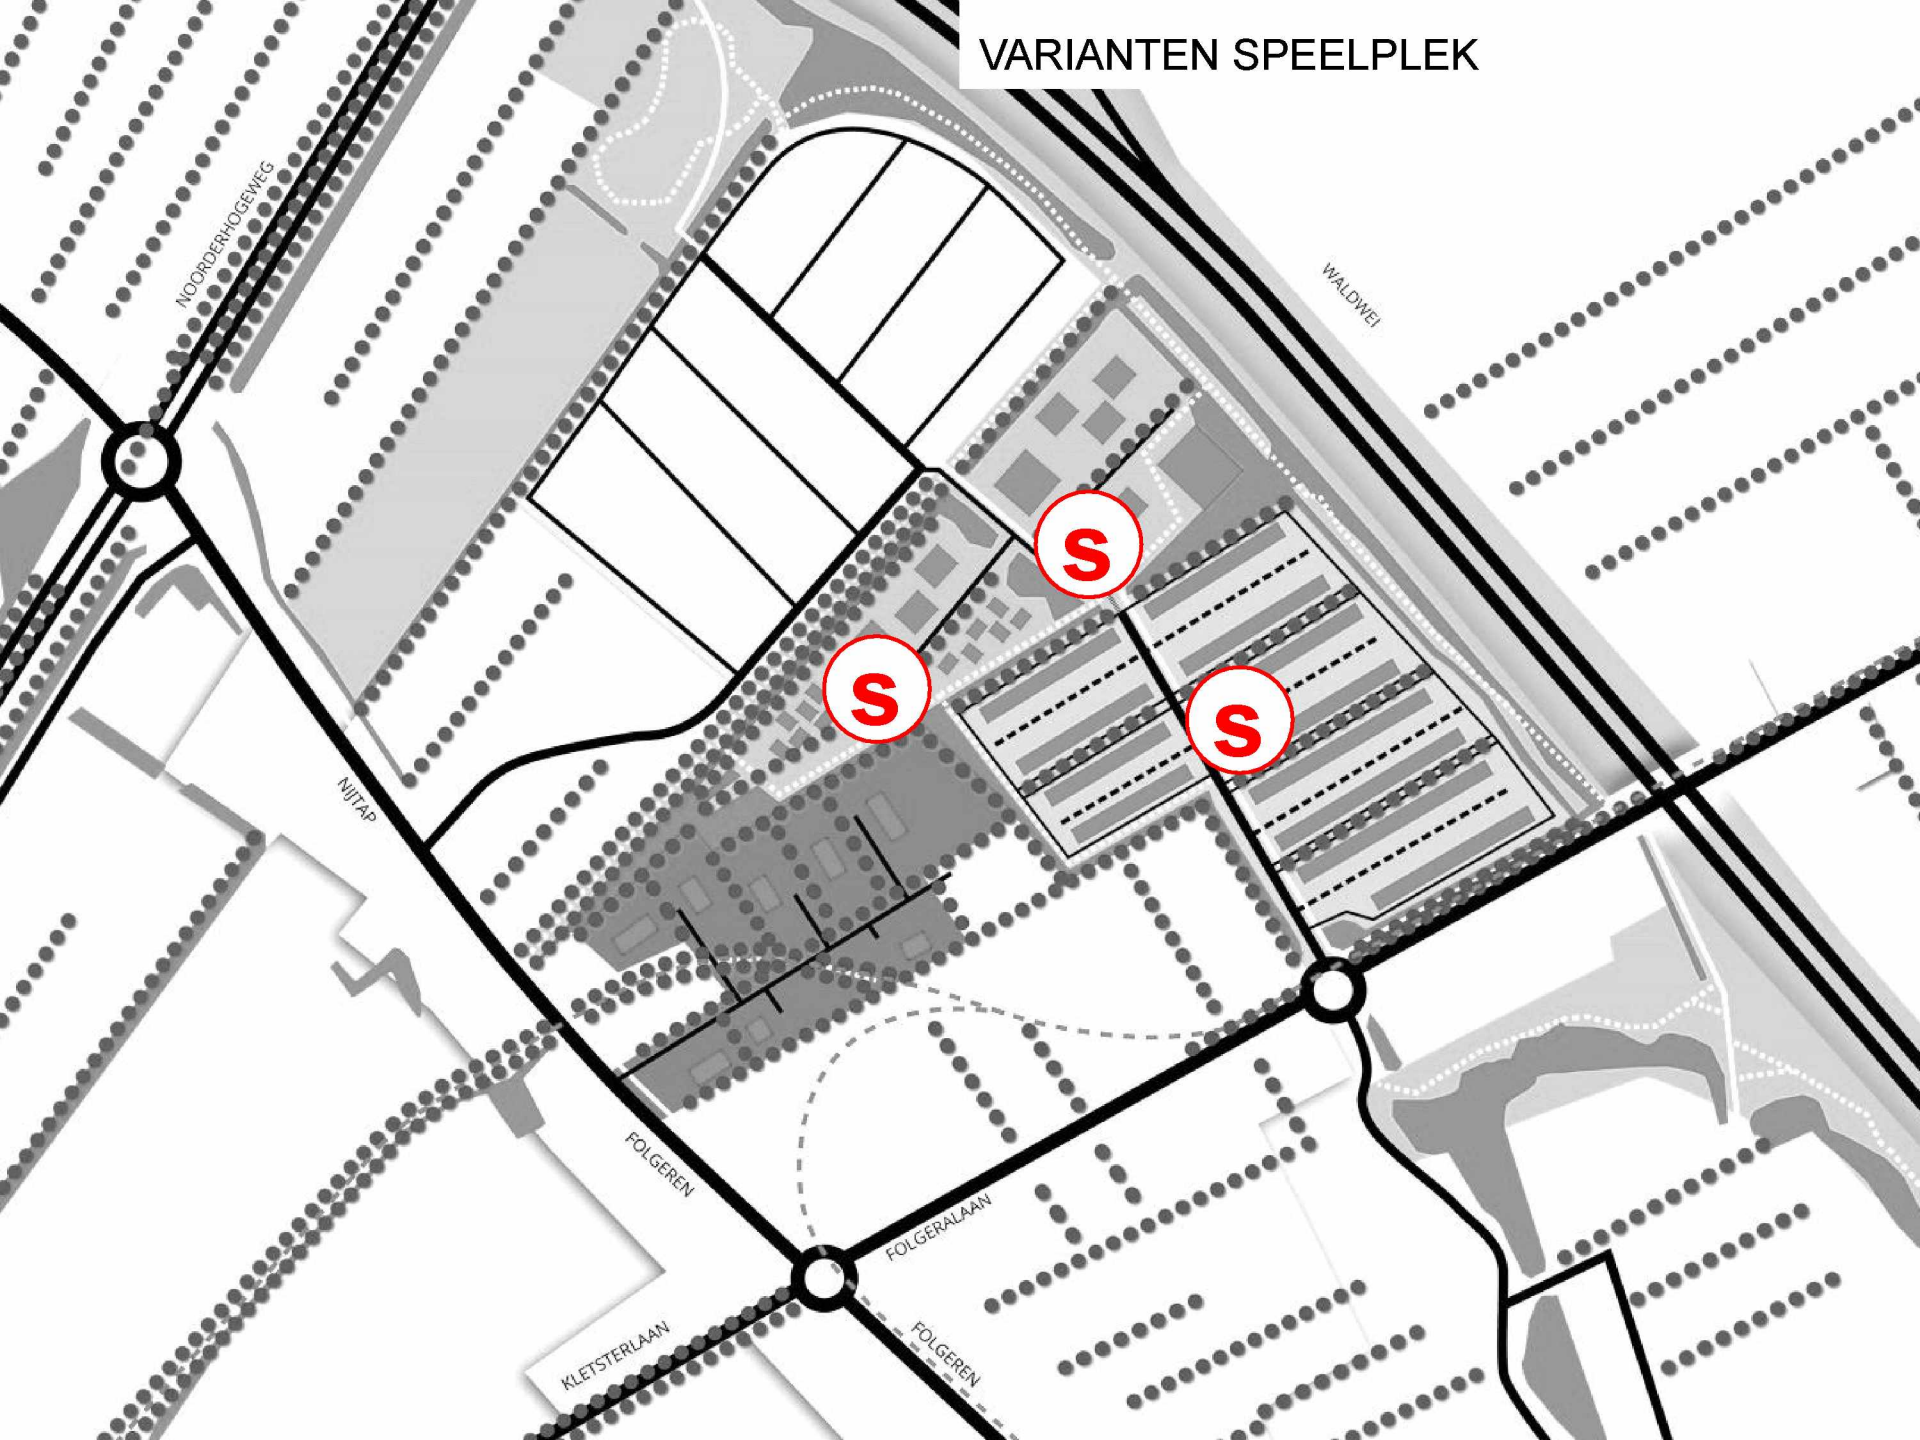 VARIANTEN SPEELPLEK
NOORDERHOGEWEG
WALDWEI
S
S
S
NIJTAP
FOLGEREN
FOLGERALAAN
KLETSTERLAAN
FOLGEREN